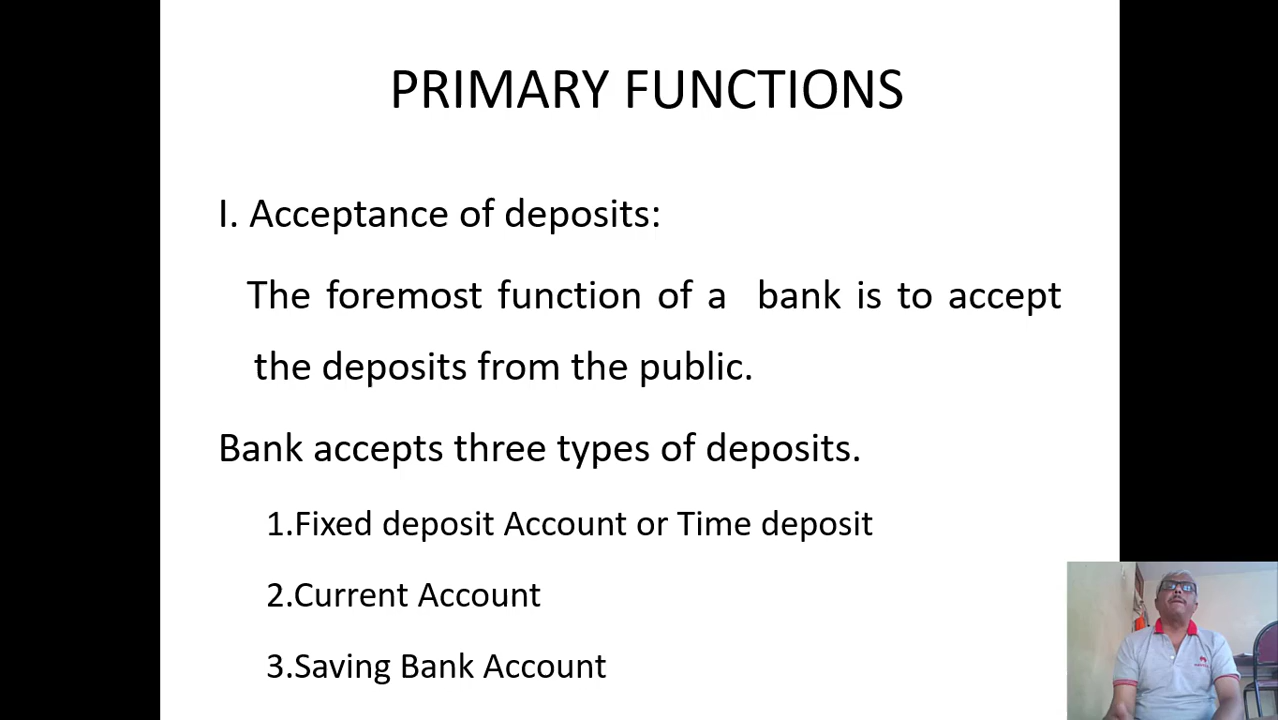 PRIMARY FUNCTIONS
I. Acceptance of deposits:
The foremost function of a bank is to accept
the deposits from the public.
Bank accepts three types of deposits.
1.Fixed deposit Account or Time deposit
2.Current Account
3.Saving Bank Account